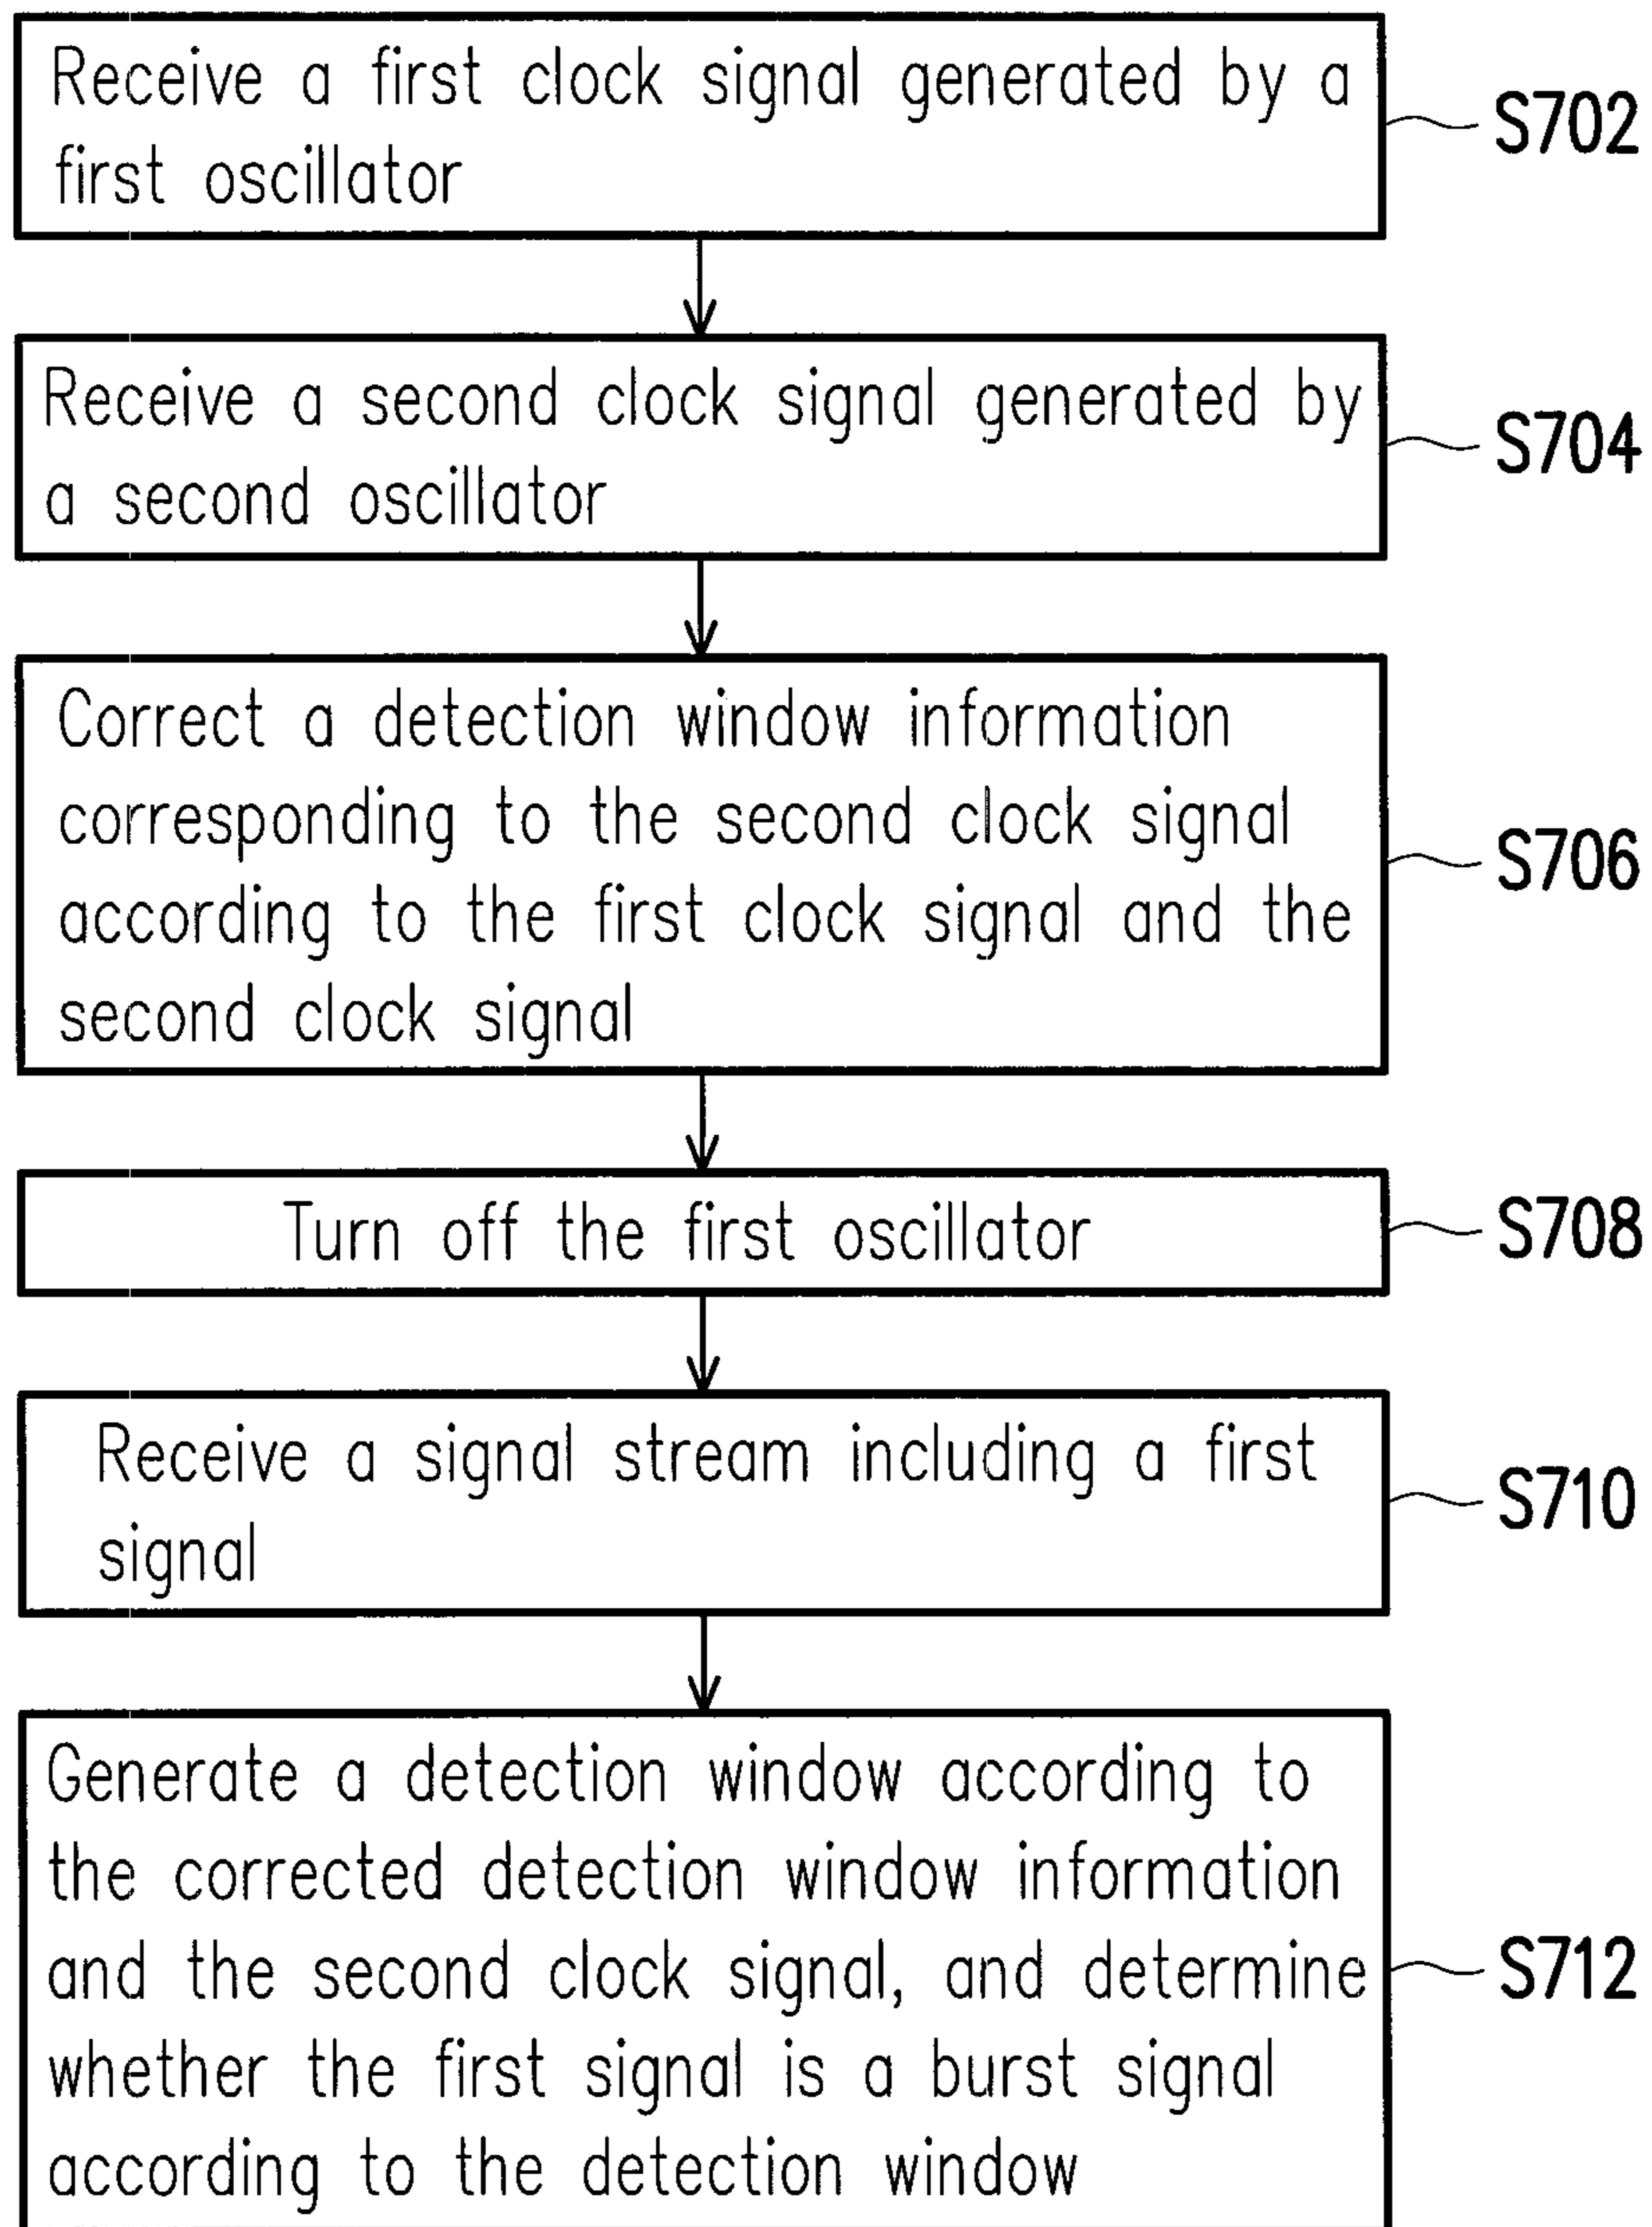 Receive a first clock signal generated by a
first oscillator
S702
Receive a second clock signal generated by
a second oscillator
S704
Correct a detection window information
corresponding to the second clock signal
according to the first clock signal and the
second clock signal
S706
Turn off the first oscillator
S708
Receive a signal stream including a first
signal
S710
Generate a detection window according to
the corrected detection window information
and the second clock signal, and determine
whether the first signal is a burst signal
according to the detection window
S712